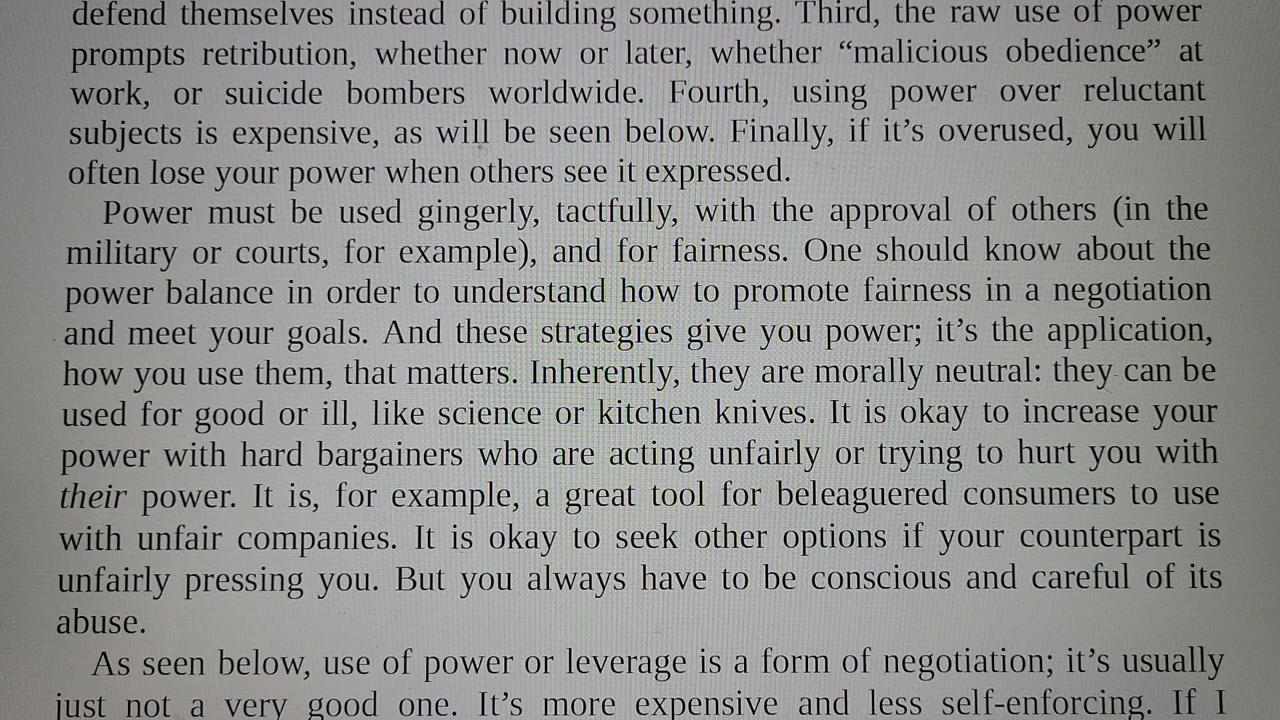 defend themselves instead of building something. Third, the raw use of power
prompts retribution, whether now or later, whether “malicious obedience” at
work, or suicide bombers worldwide. Fourth, using power over reluctant
subjects is expensive, as will be seen below. Finally, if it’s overused, you will
often lose your power when others see it expressed.
Power must be used gingerly, tactfully, with the approval of others (in the
military or courts, for example), and for fairness. One should know about the
power balance in order to understand how to promote fairness in a negotiation
and meet your goals. And these strategies give you power; it’s the application,
how you use them, that matters. Inherently, they are morally neutral: they can be
used for good or ill, like science or kitchen knives. It is okay to increase your
power with hard bargainers who are acting unfairly or trying to hurt you with
their power. It is, for example, a great tool for beleaguered consumers to use
with unfair companies. It is okay to seek other options if your counterpart is
unfairly pressing you. But you always have to be conscious and careful of its
abuse.
As seen below, use of power or leverage is a form of negotiation; it’s usually
just not a very good one. It’s more expensive and less self-enforcing. If I